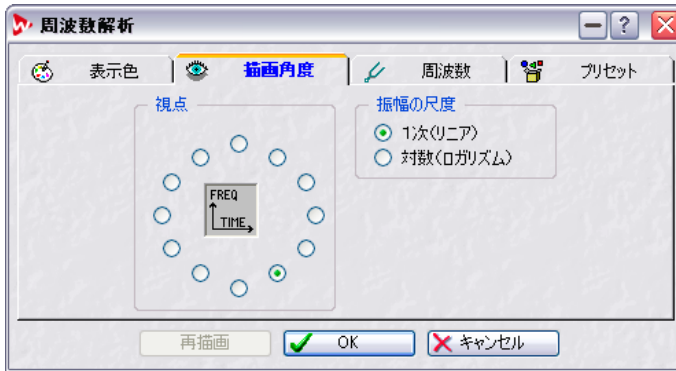 周波数解析
表示色
描画角度
周波数
プリセット
視点
FREQ
TIME
振幅の尺度
1次(リニア)
対数(ロガリズム)
再描画
OK
キャンセル